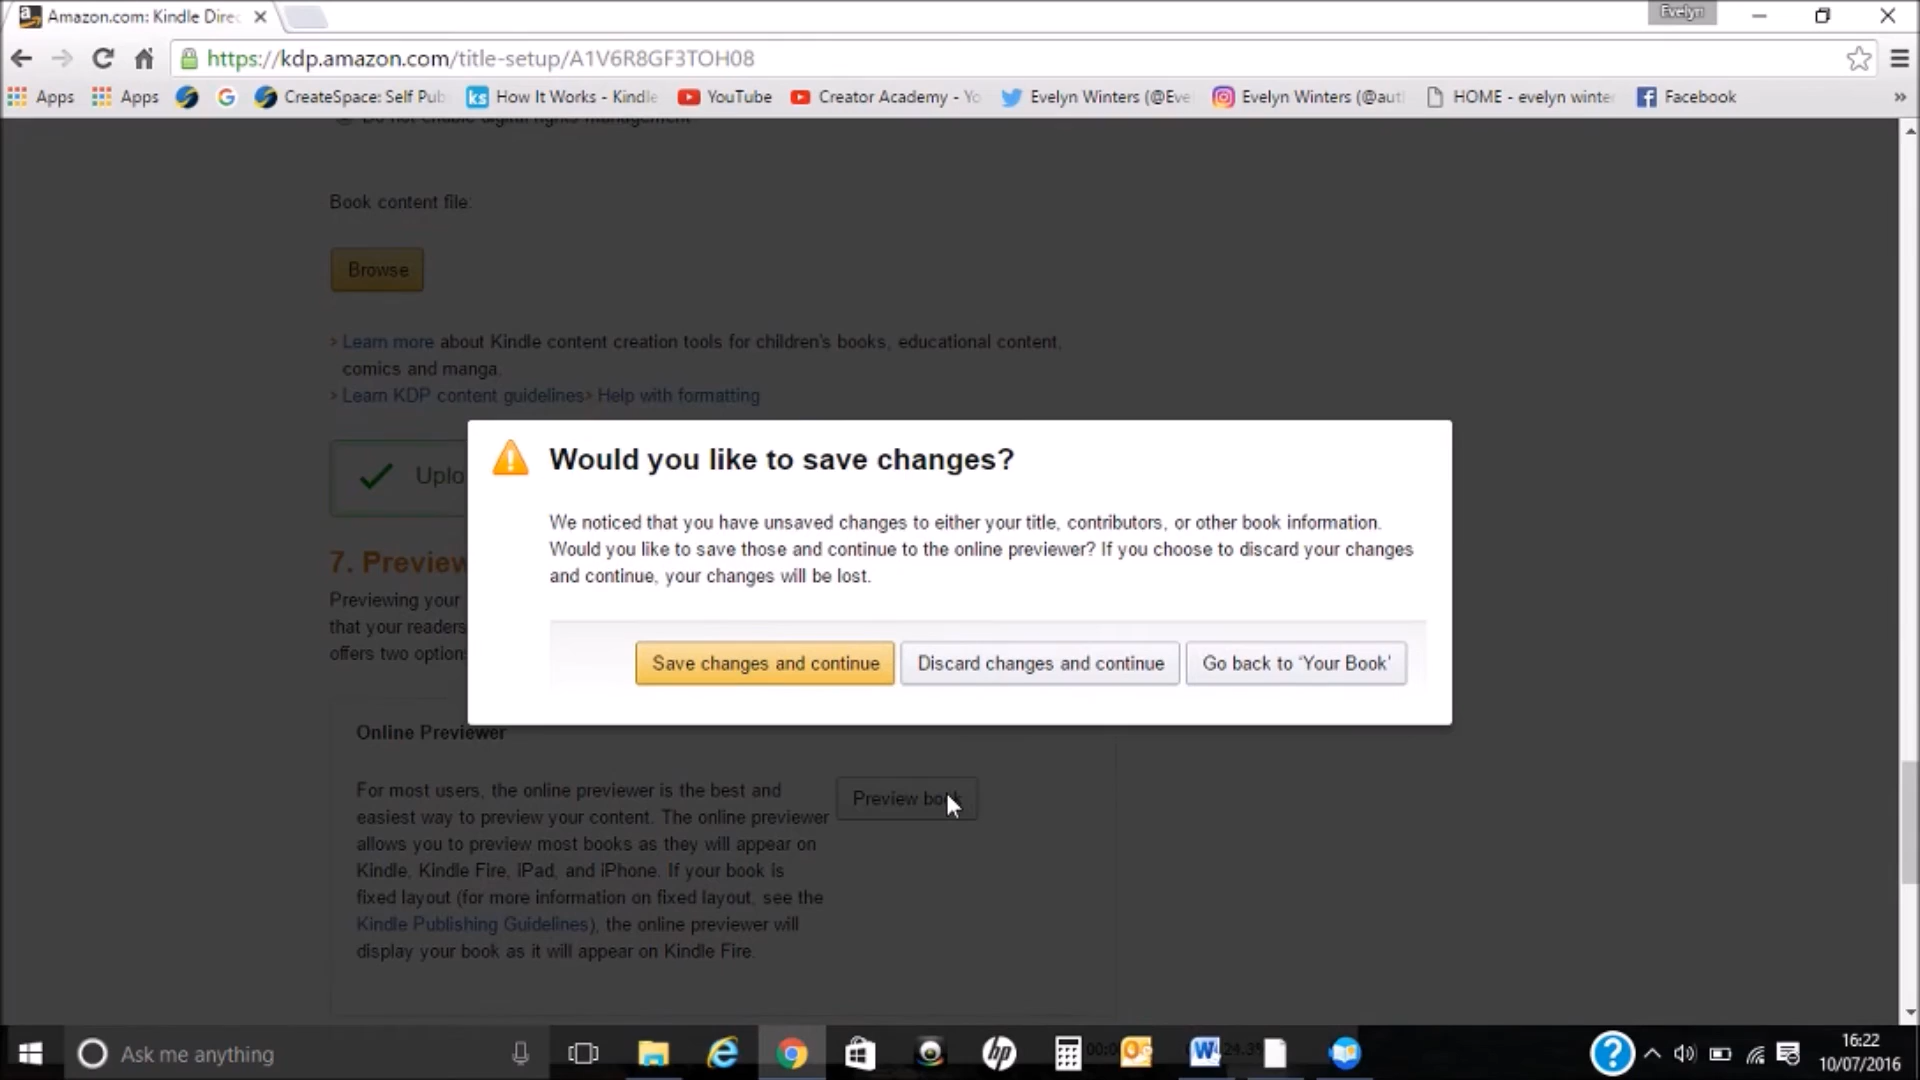 Amazon.com: Kindle Direc
Evelyn
https://kdp.amazon.com/title-setup/A1V6R8GF3TOH08
Apps
Apps
CreateSpace: Self Pub
How It Works - Kindle
YouTube
Creator Academy - Yo
Evelyn Winters (@Eve
Evelyn Winters (@aut
HOME - evelyn winte
Facebook
Do not enable digital rights management
Book content file:
Browse
> Learn more about Kindle content creation tools for children's books, educational content,
comics and manga.
> Learn KDP content guidelines> Help with formatting
Uplo
Would you like to save changes?
We noticed that you have unsaved changes to either your title, contributors, or other book information.
Would you like to save those and continue to the online previewer? If you choose to discard your changes
and continue, your changes will be lost.
Save changes and continue
Discard changes and continue
Go back to 'Your Book'
7. Preview
Previewing your
that your readers
offers two option
Online Previewer
For most users, the online previewer is the best and
easiest way to preview your content. The online previewer
allows you to preview most books as they will appear on
Kindle, Kindle Fire, iPad, and iPhone. If your book is
fixed layout (for more information on fixed layout, see the
Kindle Publishing Guidelines), the online previewer will
display your book as it will appear on Kindle Fire.
Preview book
Ask me anything
16:22
10/07/2016